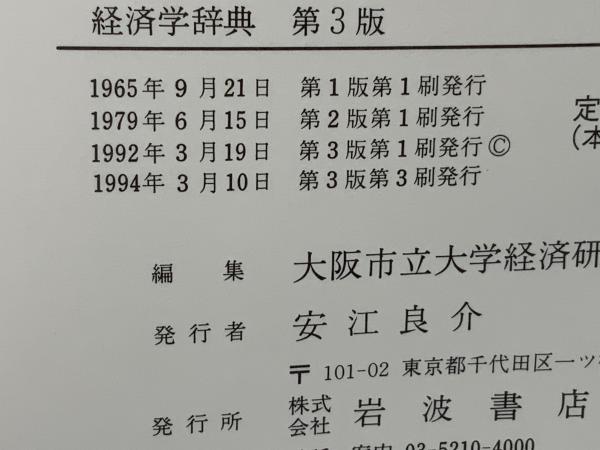 経済学辞典 第3版
1965年 9月21日 第1版第1刷発行
1979年 6月15日 第2版第1刷発行
1992年 3月19日 第3版第1刷発行©
1994年 3月10日 第3版第3刷発行
定
(本
編 集 大阪市立大学経済研
発行者 安江良介
〒101-02 東京都千代田区一ツ
発行所 株式会社 岩波書店
案内 03-5210-4000